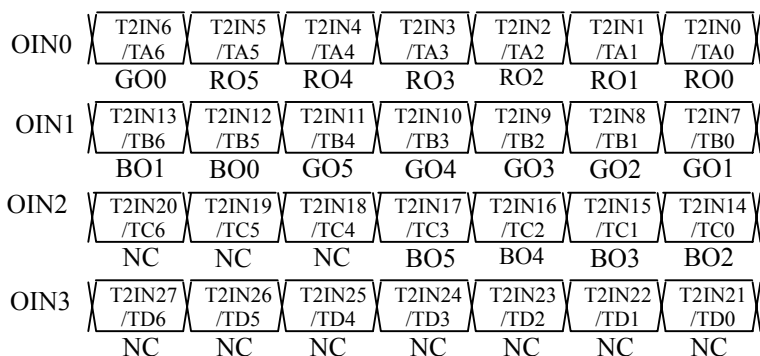 T2IN6 T2IN5 T2IN4 T2IN3 T2IN2 T2IN1 T2IN0
OIN0 /TA6 /TA5 /TA4 /TA3 /TA2 /TA1 /TA0
GO0 RO5 RO4 RO3 RO2 RO1 RO0
T2IN13 T2IN12 T2IN11 T2IN10 T2IN9 T2IN8 T2IN7
OIN1 /TB6 /TB5 /TB4 /TB3 /TB2 /TB1 /TB0
BO1 BO0 GO5 GO4 GO3 GO2 GO1
OIN2 T2IN20 T2IN19 T2IN18 T2IN17 T2IN16 T2IN15 T2IN14
/TC6 /TC5 /TC4 /TC3 /TC2 /TC1 /TC0
NC NC NC BO5 BO4 BO3 BO2
OIN3 T2IN27 T2IN26 T2IN25 T2IN24 T2IN23 T2IN22 T2IN21
/TD6 /TD5 /TD4 /TD3 /TD2 /TD1 /TD0
NC NC NC NC NC NC NC